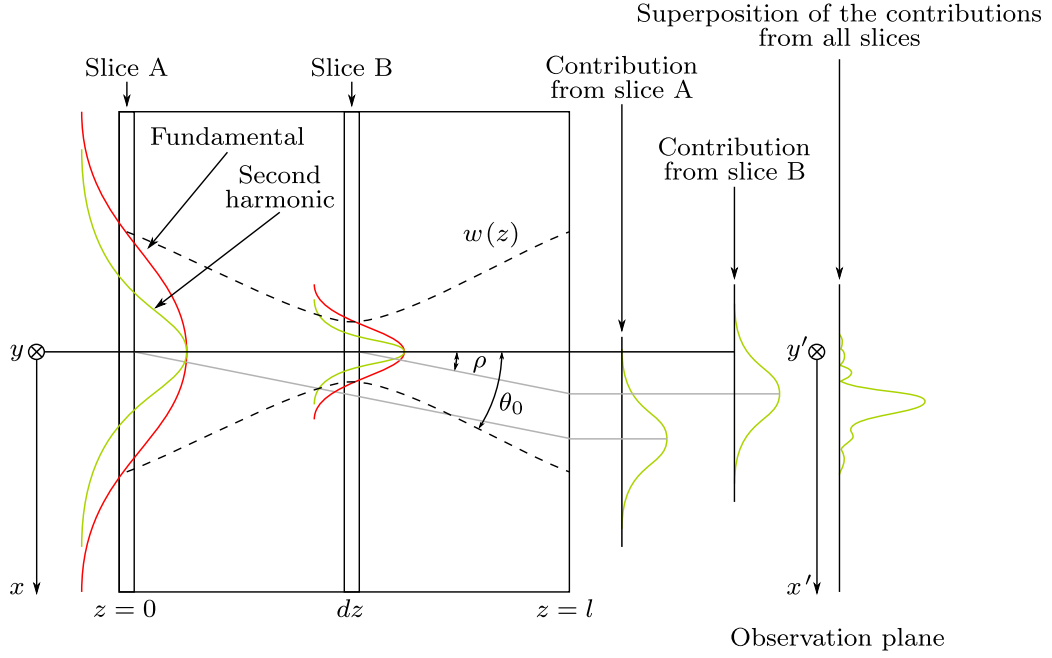 Superposition of the contributions
from all slices
Slice A
Slice B
Contribution
from slice A
Fundamental
Contribution
from slice B
Second
harmonic
w(z)
y
ρ
y′
θ₀
x
x′
z = 0
dz
z = l
Observation plane